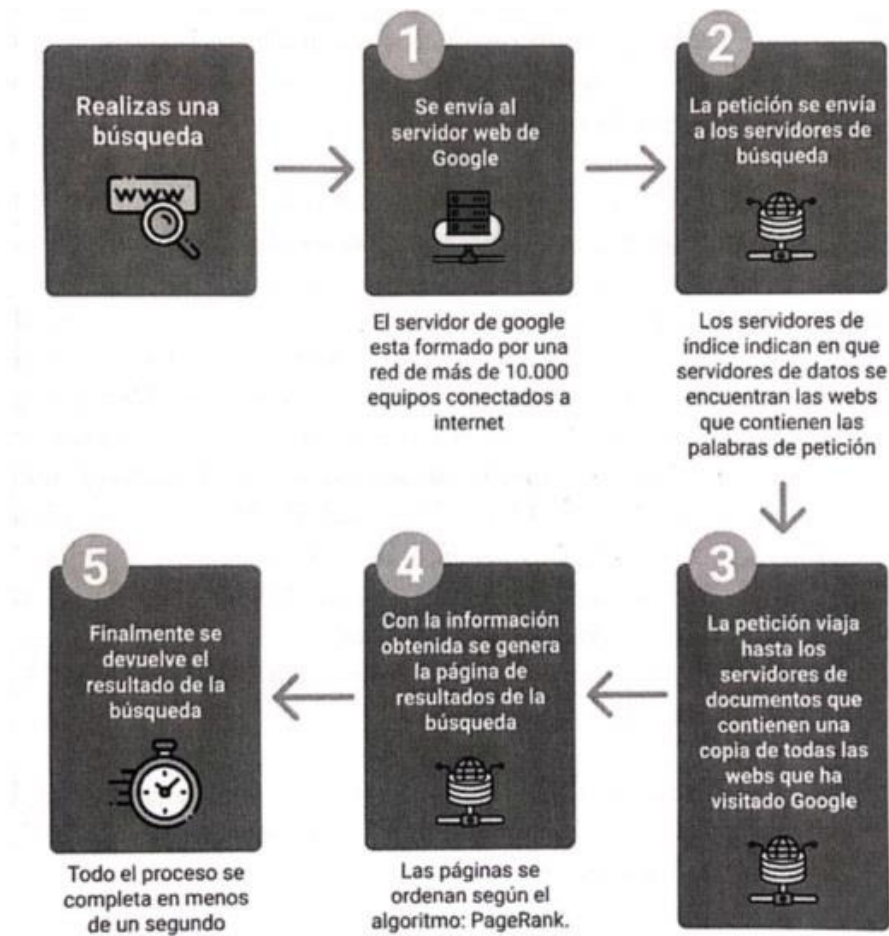 Realizas una
búsqueda
www
1
Se envía al
servidor web de
Google
El servidor de google
esta formado por una
red de más de 10.000
equipos conectados a
internet
2
La petición se envía
a los servidores de
búsqueda
Los servidores de
índice indican en que
servidores de datos se
encuentran las webs
que contienen las
palabras de petición
3
La petición viaja
hasta los
servidores de
documentos que
contienen una
copia de todas las
webs que ha
visitado Google
4
Con la información
obtenida se genera
la página de
resultados de la
búsqueda
Las páginas se
ordenan según el
algoritmo: PageRank.
5
Finalmente se
devuelve el
resultado de la
búsqueda
Todo el proceso se
completa en menos
de un segundo